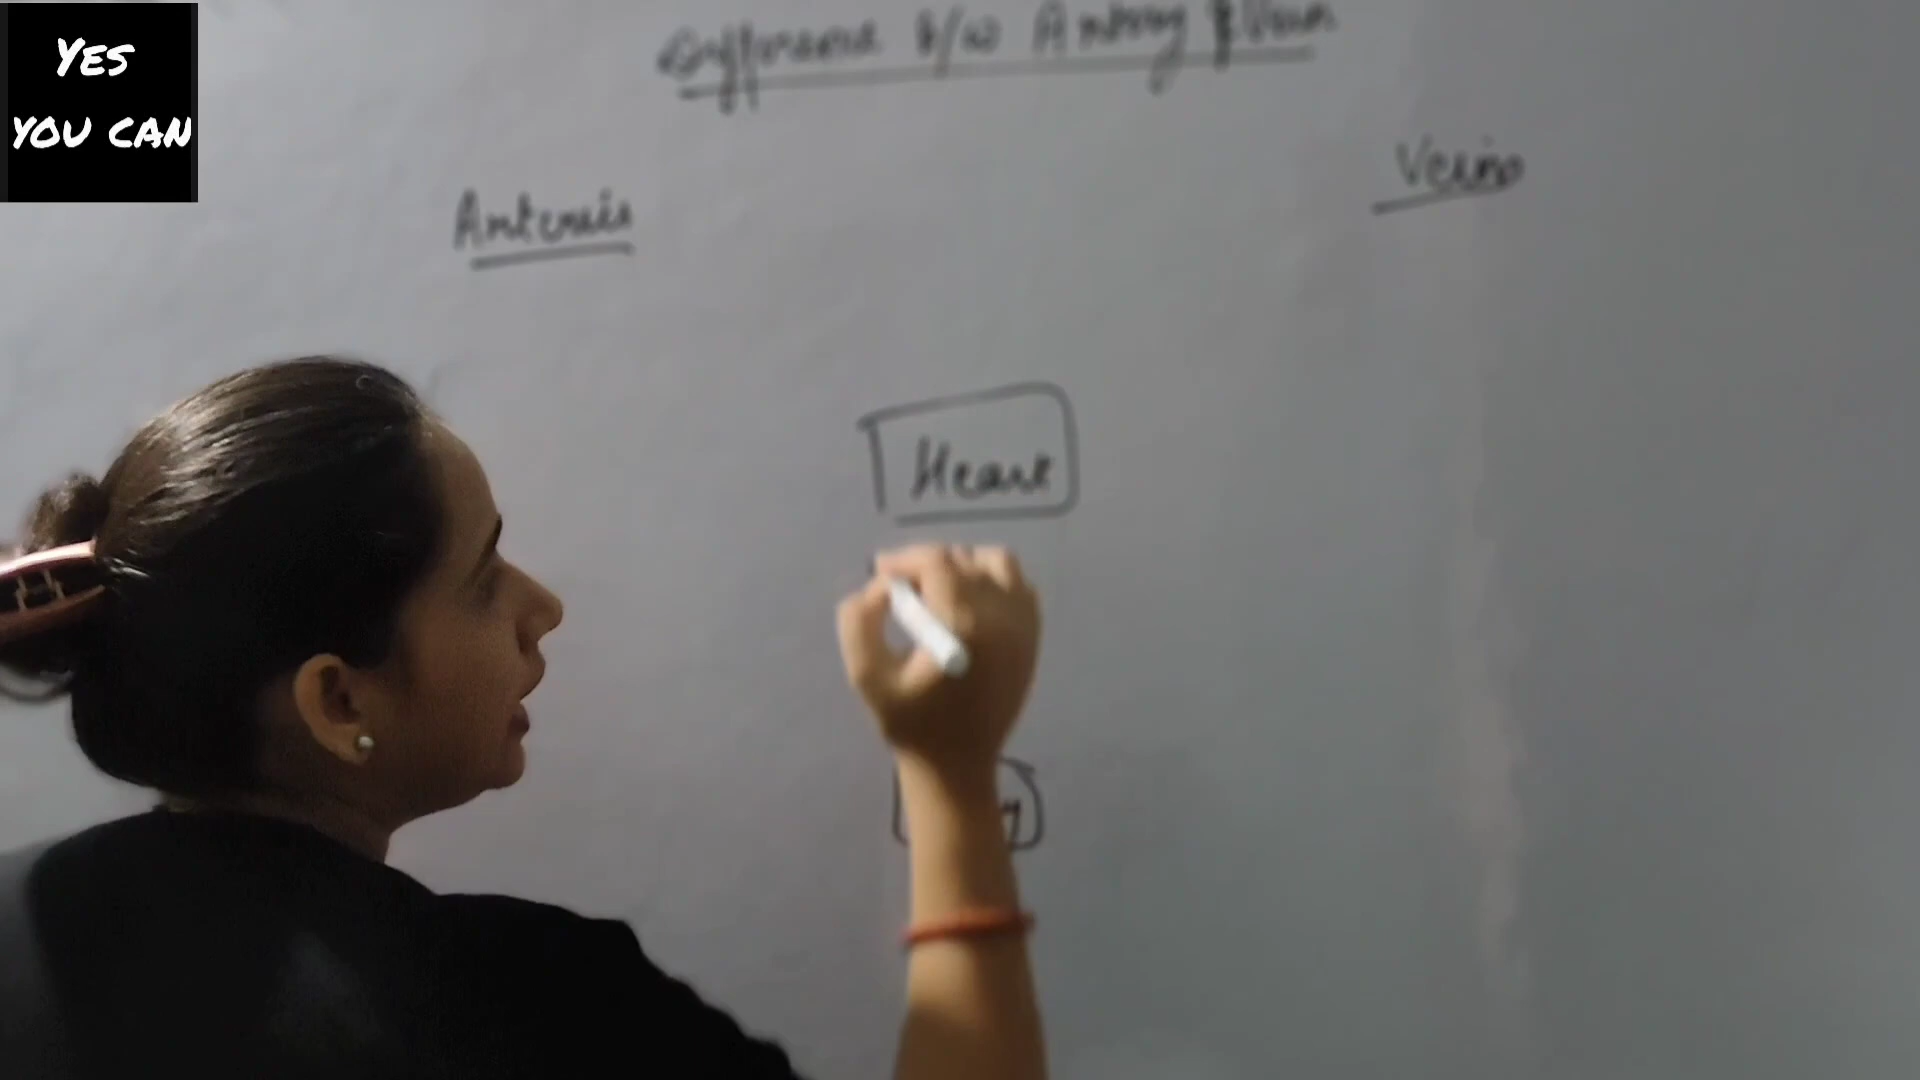 YES
YOU CAN
Difference b/w Artery & Vein
Veins
Arteries
Heart